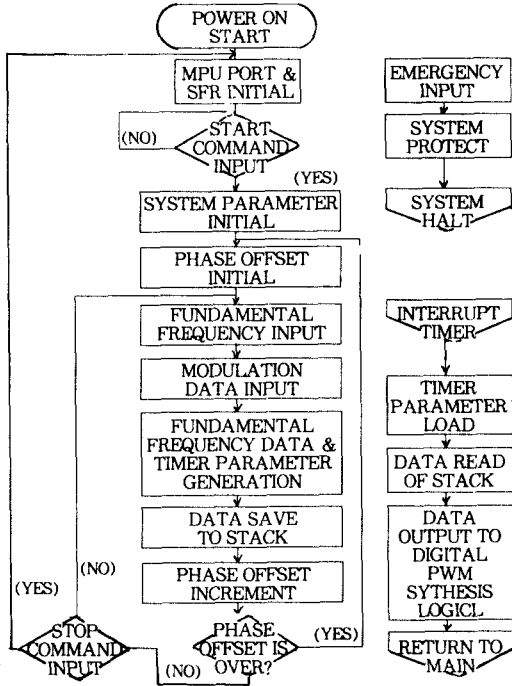 POWER ON
START
MPU PORT &
SFR INITIAL
(NO)
START
COMMAND
INPUT
(YES)
SYSTEM PARAMETER
INITIAL
PHASE OFFSET
INITIAL
FUNDAMENTAL
FREQUENCY INPUT
MODULATION
DATA INPUT
FUNDAMENTAL
FREQUENCY DATA &
TIMER PARAMETER
GENERATION
DATA SAVE
TO STACK
PHASE OFFSET
INCREMENT
PHASE
OFFSET IS
OVER?
(YES)
(NO)
STOP
COMMAND
INPUT
(YES)
(NO)
EMERGENCY
INPUT
SYSTEM
PROTECT
SYSTEM
HALT
INTERRUPT
TIMER
TIMER
PARAMETER
LOAD
DATA READ
OF STACK
DATA
OUTPUT TO
DIGITAL
PWM
SYTHESIS
LOGICL
RETURN TO
MAIN